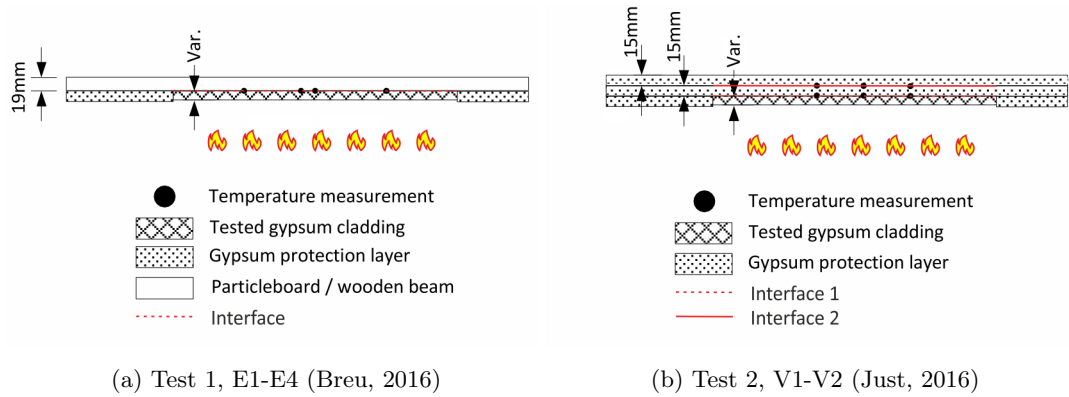 19mm
Var.
Temperature measurement
Tested gypsum cladding
Gypsum protection layer
Particleboard / wooden beam
Interface
(a) Test 1, E1-E4 (Breu, 2016)
15mm
15mm
Var.
Temperature measurement
Tested gypsum cladding
Gypsum protection layer
Interface 1
Interface 2
(b) Test 2, V1-V2 (Just, 2016)